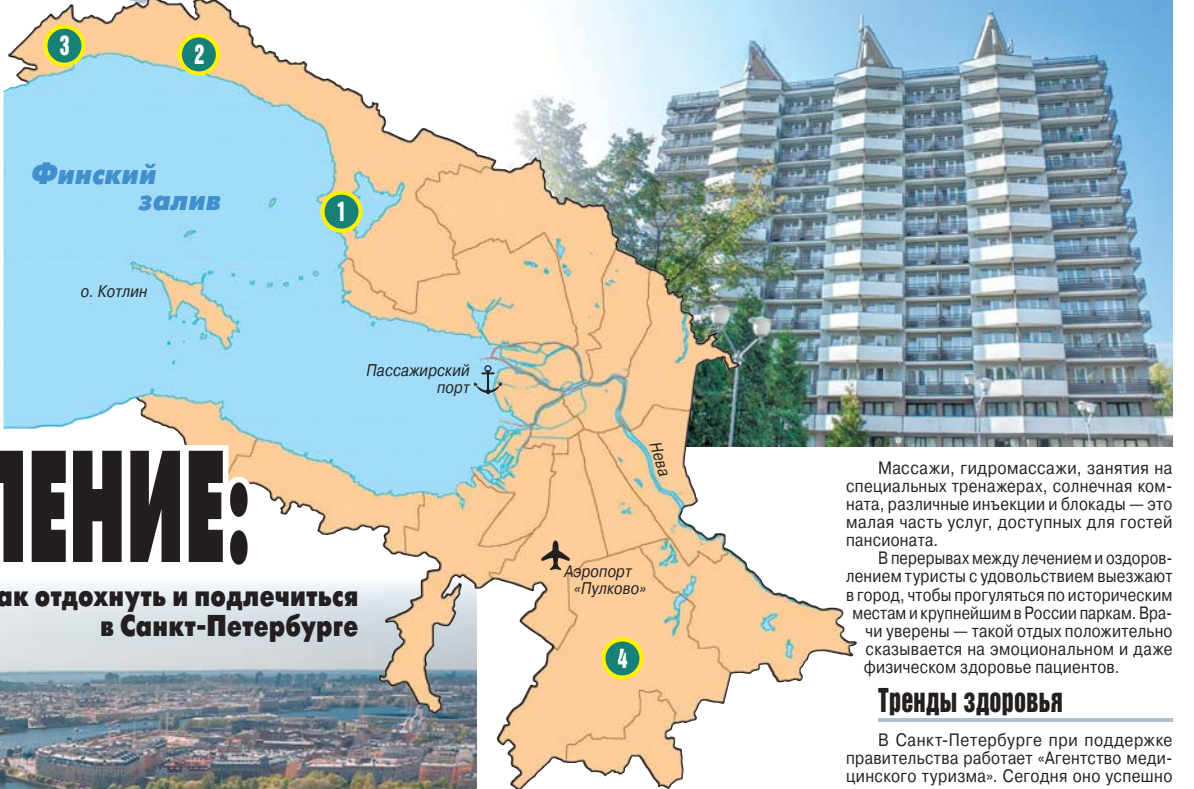 3
2
Финский
залив
1
о. Котлин
Пассажирский
порт
Нева
Аэропорт
«Пулково»
4
ЛЕНИЕ:
ак отдохнуть и подлечиться
в Санкт-Петербурге
Массажи, гидромассажи, занятия на
специальных тренажерах, солнечная ком-
ната, различные инъекции и блокады — это
малая часть услуг, доступных для гостей
пансионата.
В перерывах между лечением и оздоров-
лением туристы с удовольствием выезжают
в город, чтобы прогуляться по историческим
местам и крупнейшим в России паркам. Вра-
чи уверены — такой отдых положительно
сказывается на эмоциональном и даже
физическом здоровье пациентов.
Тренды здоровья
В Санкт-Петербурге при поддержке
правительства работает «Агентство меди-
цинского туризма». Сегодня оно успешно